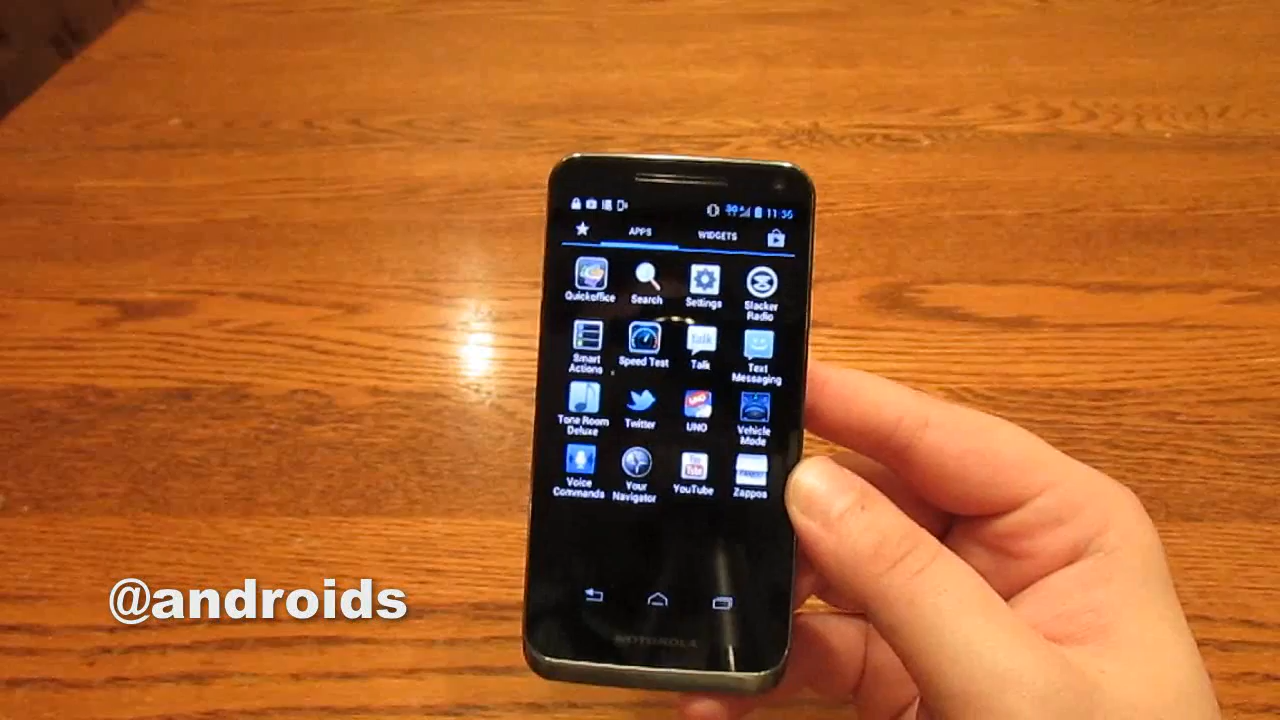 11:36
APPS WIDGETS
Quickoffice Search Settings Slacker Radio
Smart Actions Speed Test Talk Text Messaging
Tone Room Deluxe Twitter UNO Vehicle Mode
Voice Commands Your Navigator YouTube Zappos
@androids
MOTOROLA